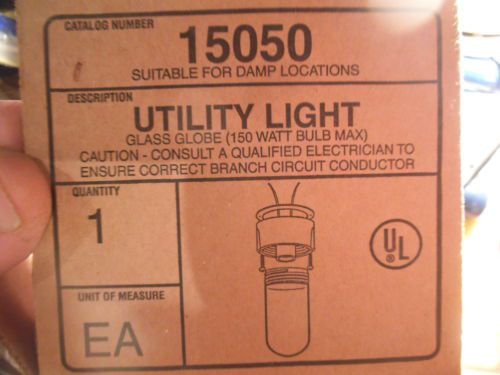 CATALOG NUMBER
15050
SUITABLE FOR DAMP LOCATIONS
DESCRIPTION
UTILITY LIGHT
GLASS GLOBE (150 WATT BULB MAX)
CAUTION - CONSULT A QUALIFIED ELECTRICIAN TO
ENSURE CORRECT BRANCH CIRCUIT CONDUCTOR
QUANTITY
1
UNIT OF MEASURE
EA
UL
®